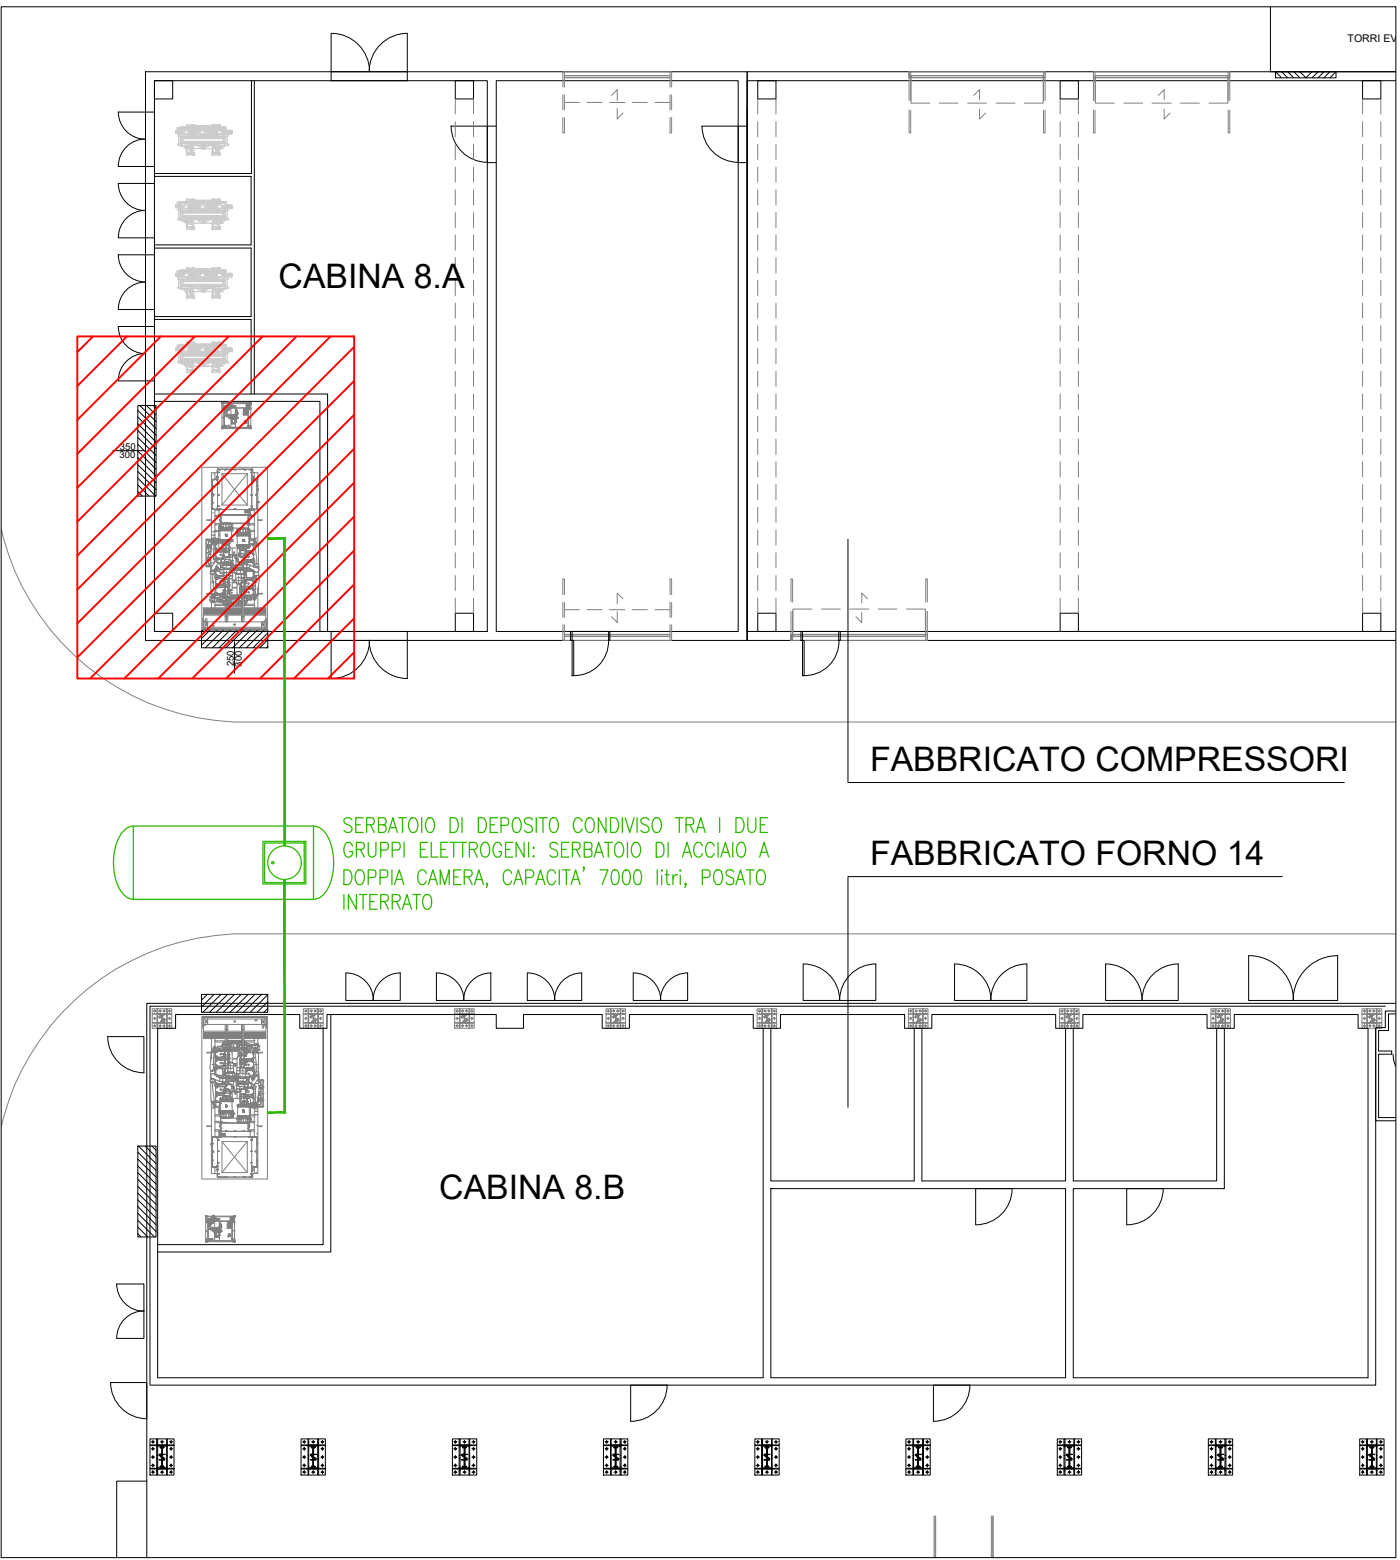 TORRI EV
CABINA 8.A
350
300
250
FABBRICATO COMPRESSORI
SERBATOIO DI DEPOSITO CONDIVISO TRA I DUE
GRUPPI ELETTROGENI: SERBATOIO DI ACCIAIO A
DOPPIA CAMERA, CAPACITA' 7000 litri, POSATO
INTERRATO
FABBRICATO FORNO 14
CABINA 8.B